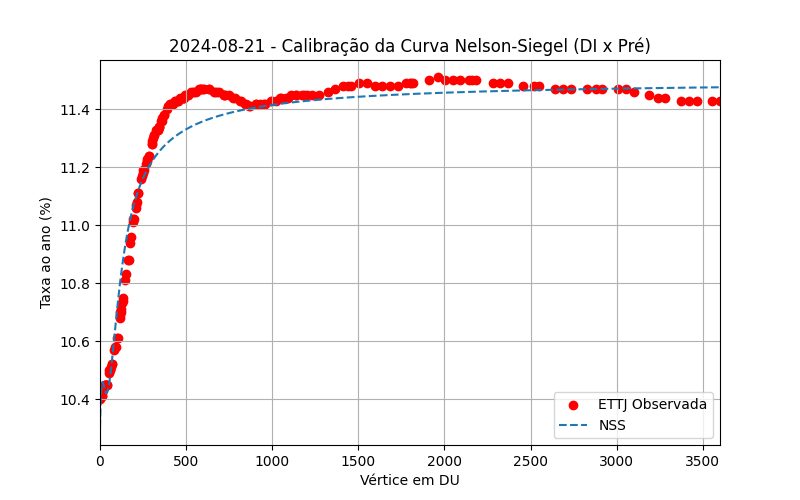 2024-08-21 - Calibração da Curva Nelson-Siegel (DI x Pré)
Taxa ao ano (%)
11.4
11.2
11.0
10.8
10.6
10.4
0 500 1000 1500 2000 2500 3000 3500
Vértice em DU
ETTJ Observada
NSS